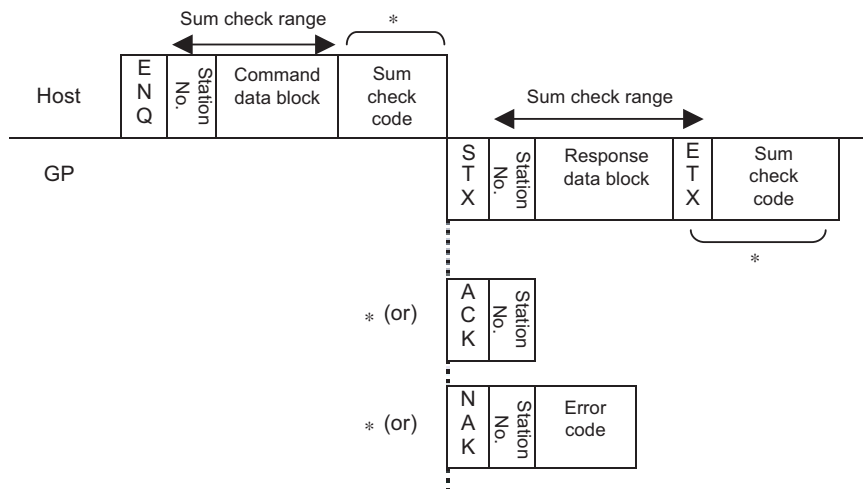 Sum check range
*
Host
E
N
Q
Station
No.
Command
data block
Sum
check
code
Sum check range
GP
S
T
X
Station
No.
Response
data block
E
T
X
Sum
check
code
*
* (or)
A
C
K
Station
No.
* (or)
N
A
K
Station
No.
Error
code